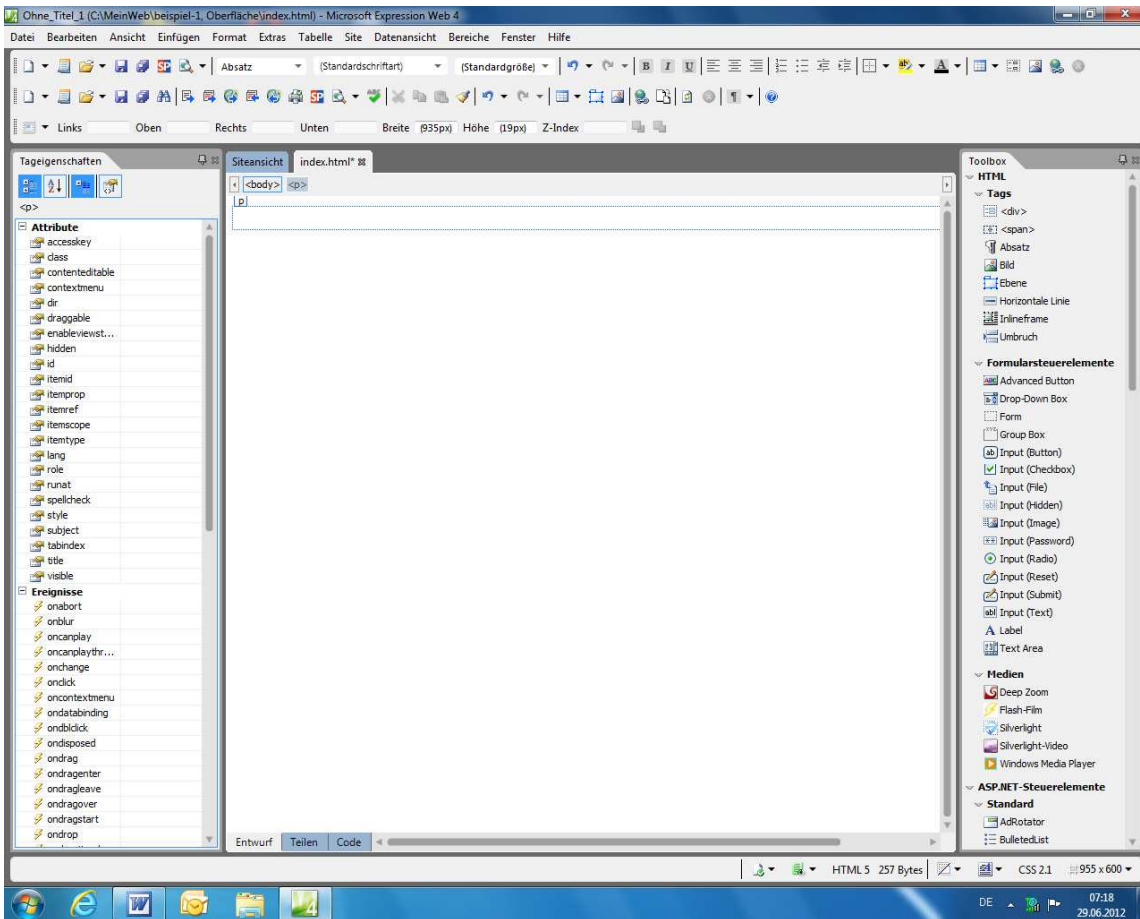 Ohne_Titel_1 (C:\MeinWeb\beispiel-1, Oberfläche\index.html) - Microsoft Expression Web 4
Datei Bearbeiten Ansicht Einfügen Format Extras Tabelle Site Datenansicht Bereiche Fenster Hilfe
Absatz (Standardschriftart) (Standardgröße)
Links Oben Rechts Unten Breite (935px) Höhe (19px) Z-Index
Tageigenschaften
<p>
Attribute
accesskey
class
contenteditable
contextmenu
dir
draggable
enableviewst...
hidden
id
itemid
itemprop
itemref
itemscope
itemtype
lang
role
runat
spellcheck
style
subject
tabindex
title
visible
Ereignisse
onabort
onblur
oncanplay
oncanplaythr...
onchange
onclick
oncontextmenu
ondatabinding
ondblclick
ondisposed
ondrag
ondragenter
ondragleave
ondragover
ondragstart
ondrop
Siteansicht index.html*
<body> <p>
p
Entwurf Teilen Code
Toolbox
HTML
Tags
<div>
<span>
Absatz
Bild
Ebene
Horizontale Linie
Inlineframe
Umbruch
Formularsteuerelemente
Advanced Button
Drop-Down Box
Form
Group Box
Input (Button)
Input (Checkbox)
Input (File)
Input (Hidden)
Input (Image)
Input (Password)
Input (Radio)
Input (Reset)
Input (Submit)
Input (Text)
Label
Text Area
Medien
Deep Zoom
Flash-Film
Silverlight
Silverlight-Video
Windows Media Player
ASP.NET-Steuerelemente
Standard
AdRotator
BulletedList
HTML 5 257 Bytes CSS 2.1 955 x 600
DE 07:18
29.06.2012